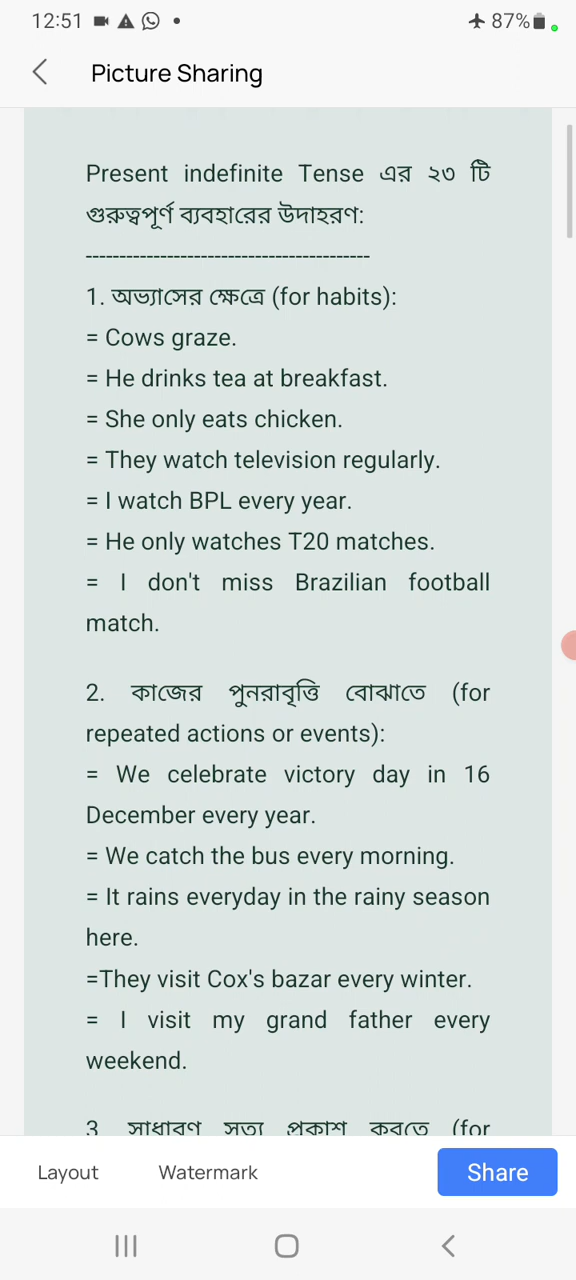 12:51
87%
Picture Sharing
Present indefinite Tense এর ২৩ টি
গুরুত্বপূর্ণ ব্যবহারের উদাহরণ:
------------------------------------------
1. অভ্যাসের ক্ষেত্রে (for habits):
= Cows graze.
= He drinks tea at breakfast.
= She only eats chicken.
= They watch television regularly.
= I watch BPL every year.
= He only watches T20 matches.
= I don't miss Brazilian football
match.
2. কাজের পুনরাবৃত্তি বোঝাতে (for
repeated actions or events):
= We celebrate victory day in 16
December every year.
= We catch the bus every morning.
= It rains everyday in the rainy season
here.
=They visit Cox's bazar every winter.
= I visit my grand father every
weekend.
3 সাধারণ সত্য প্রকাশ করতে (for
Layout
Watermark
Share